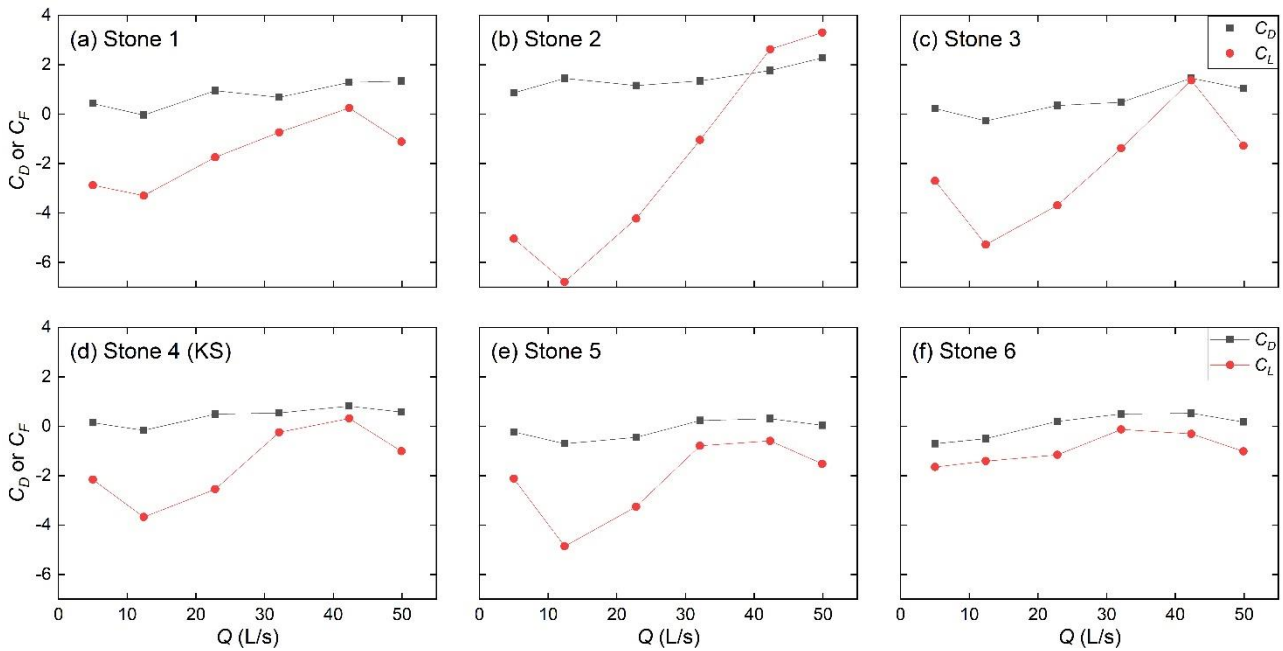 (a) Stone 1
(b) Stone 2
(c) Stone 3
C_D
C_L
4
2
0
-2
-4
-6
C_D or C_F
(d) Stone 4 (KS)
(e) Stone 5
(f) Stone 6
C_D
C_L
4
2
0
-2
-4
-6
C_D or C_F
0 10 20 30 40 50
0 10 20 30 40 50
0 10 20 30 40 50
Q (L/s)
Q (L/s)
Q (L/s)